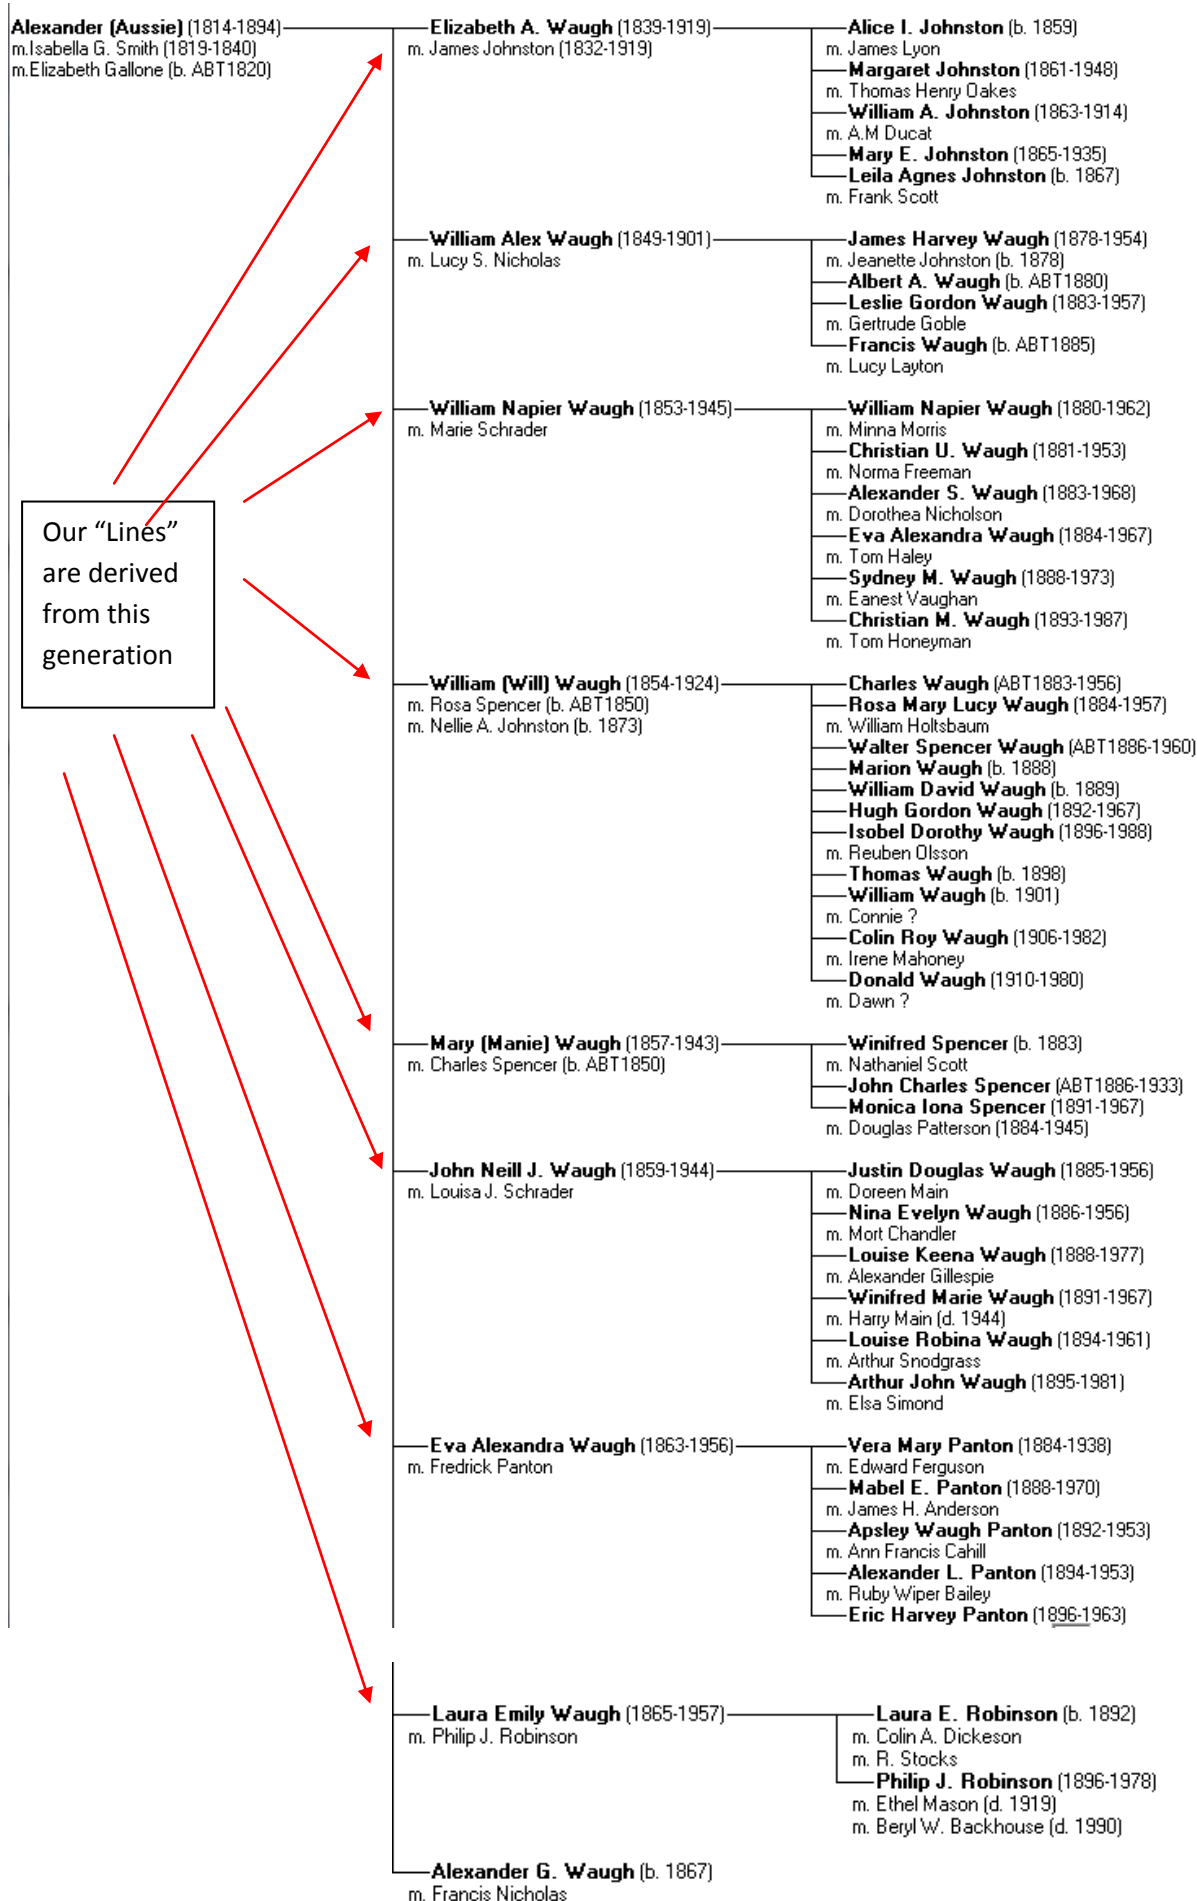 Alexander (Aussie) (1814-1894)
m.Isabella G. Smith (1819-1840)
m.Elizabeth Gallone (b. ABT1820)
Our “Lines”
are derived
from this
generation
Elizabeth A. Waugh (1839-1919)
m. James Johnston (1832-1919)
Alice I. Johnston (b. 1859)
m. James Lyon
Margaret Johnston (1861-1948)
m. Thomas Henry Oakes
William A. Johnston (1863-1914)
m. A.M Ducat
Mary E. Johnston (1865-1935)
Leila Agnes Johnston (b. 1867)
m. Frank Scott
William Alex Waugh (1849-1901)
m. Lucy S. Nicholas
James Harvey Waugh (1878-1954)
m. Jeanette Johnston (b. 1878)
Albert A. Waugh (b. ABT1880)
Leslie Gordon Waugh (1883-1957)
m. Gertrude Goble
Francis Waugh (b. ABT1885)
m. Lucy Layton
William Napier Waugh (1853-1945)
m. Marie Schrader
William Napier Waugh (1880-1962)
m. Minna Morris
Christian U. Waugh (1881-1953)
m. Norma Freeman
Alexander S. Waugh (1883-1968)
m. Dorothea Nicholson
Eva Alexandra Waugh (1884-1967)
m. Tom Haley
Sydney M. Waugh (1888-1973)
m. Eanest Vaughan
Christian M. Waugh (1893-1987)
m. Tom Honeyman
William (Will) Waugh (1854-1924)
m. Rosa Spencer (b. ABT1850)
m. Nellie A. Johnston (b. 1873)
Charles Waugh (ABT1883-1956)
Rosa Mary Lucy Waugh (1884-1957)
m. William Holtsbaum
Walter Spencer Waugh (ABT1886-1960)
Marion Waugh (b. 1888)
William David Waugh (b. 1889)
Hugh Gordon Waugh (1892-1967)
Isobel Dorothy Waugh (1896-1988)
m. Reuben Olsson
Thomas Waugh (b. 1898)
William Waugh (b. 1901)
m. Connie ?
Colin Roy Waugh (1906-1982)
m. Irene Mahoney
Donald Waugh (1910-1980)
m. Dawn ?
Mary (Manie) Waugh (1857-1943)
m. Charles Spencer (b. ABT1850)
Winifred Spencer (b. 1883)
m. Nathaniel Scott
John Charles Spencer (ABT1886-1933)
Monica Iona Spencer (1891-1967)
m. Douglas Patterson (1884-1945)
John Neill J. Waugh (1859-1944)
m. Louisa J. Schrader
Justin Douglas Waugh (1885-1956)
m. Doreen Main
Nina Evelyn Waugh (1886-1956)
m. Mort Chandler
Louise Keena Waugh (1888-1977)
m. Alexander Gillespie
Winifred Marie Waugh (1891-1967)
m. Harry Main (d. 1944)
Louise Robina Waugh (1894-1961)
m. Arthur Snodgrass
Arthur John Waugh (1895-1981)
m. Elsa Simond
Eva Alexandra Waugh (1863-1956)
m. Fredrick Panton
Vera Mary Panton (1884-1938)
m. Edward Ferguson
Mabel E. Panton (1888-1970)
m. James H. Anderson
Apsley Waugh Panton (1892-1953)
m. Ann Francis Cahill
Alexander L. Panton (1894-1953)
m. Ruby Wiper Bailey
Eric Harvey Panton (1896-1963)
Laura Emily Waugh (1865-1957)
m. Philip J. Robinson
Laura E. Robinson (b. 1892)
m. Colin A. Dickeson
m. R. Stocks
Philip J. Robinson (1896-1978)
m. Ethel Mason (d. 1919)
m. Beryl W. Backhouse (d. 1990)
Alexander G. Waugh (b. 1867)
m. Francis Nicholas